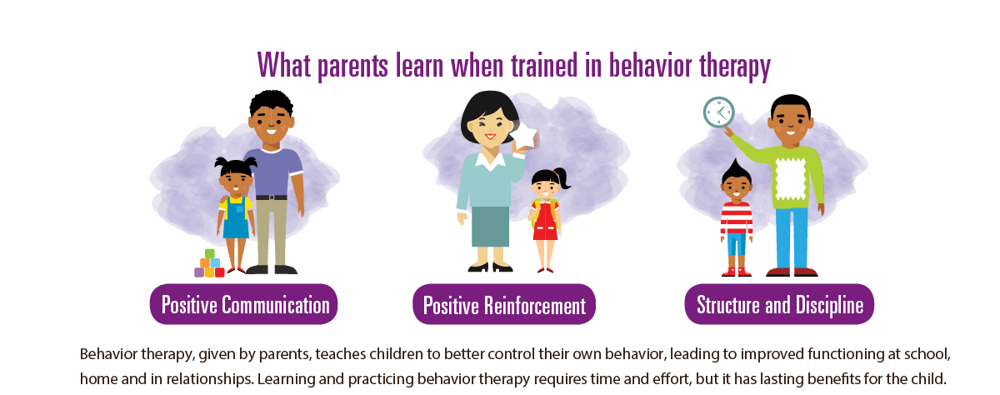 What parents learn when trained in behavior therapy
Positive Communication
Positive Reinforcement
Structure and Discipline
Behavior therapy, given by parents, teaches children to better control their own behavior, leading to improved functioning at school,
home and in relationships. Learning and practicing behavior therapy requires time and effort, but it has lasting benefits for the child.